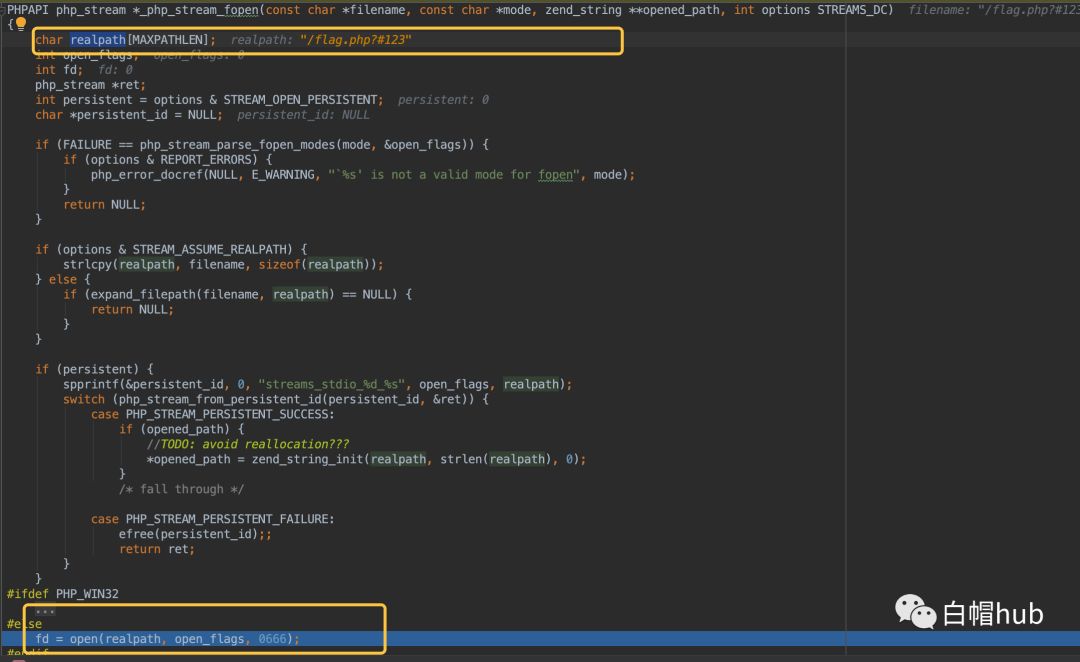 PHPAPI php_stream *_php_stream_fopen(const char *filename, const char *mode, zend_string **opened_path, int options STREAMS_DC) filename: "/flag.php?#123
{
char realpath[MAXPATHLEN]; realpath: "/flag.php?#123"
int open_flags; open_flags: 0
int fd; fd: 0
php_stream *ret;
int persistent = options & STREAM_OPEN_PERSISTENT; persistent: 0
char *persistent_id = NULL; persistent_id: NULL
if (FAILURE == php_stream_parse_fopen_modes(mode, &open_flags)) {
if (options & REPORT_ERRORS) {
php_error_docref(NULL, E_WARNING, "`%s' is not a valid mode for fopen", mode);
}
return NULL;
}
if (options & STREAM_ASSUME_REALPATH) {
strlcpy(realpath, filename, sizeof(realpath));
} else {
if (expand_filepath(filename, realpath) == NULL) {
return NULL;
}
}
if (persistent) {
spprintf(&persistent_id, 0, "streams_stdio_%d_%s", open_flags, realpath);
switch (php_stream_from_persistent_id(persistent_id, &ret)) {
case PHP_STREAM_PERSISTENT_SUCCESS:
if (opened_path) {
//TODO: avoid reallocation???
*opened_path = zend_string_init(realpath, strlen(realpath), 0);
}
/* fall through */
case PHP_STREAM_PERSISTENT_FAILURE:
efree(persistent_id);;
return ret;
}
}
#ifdef PHP_WIN32
...
#else
fd = open(realpath, open_flags, 0666);
#endif
白帽hub